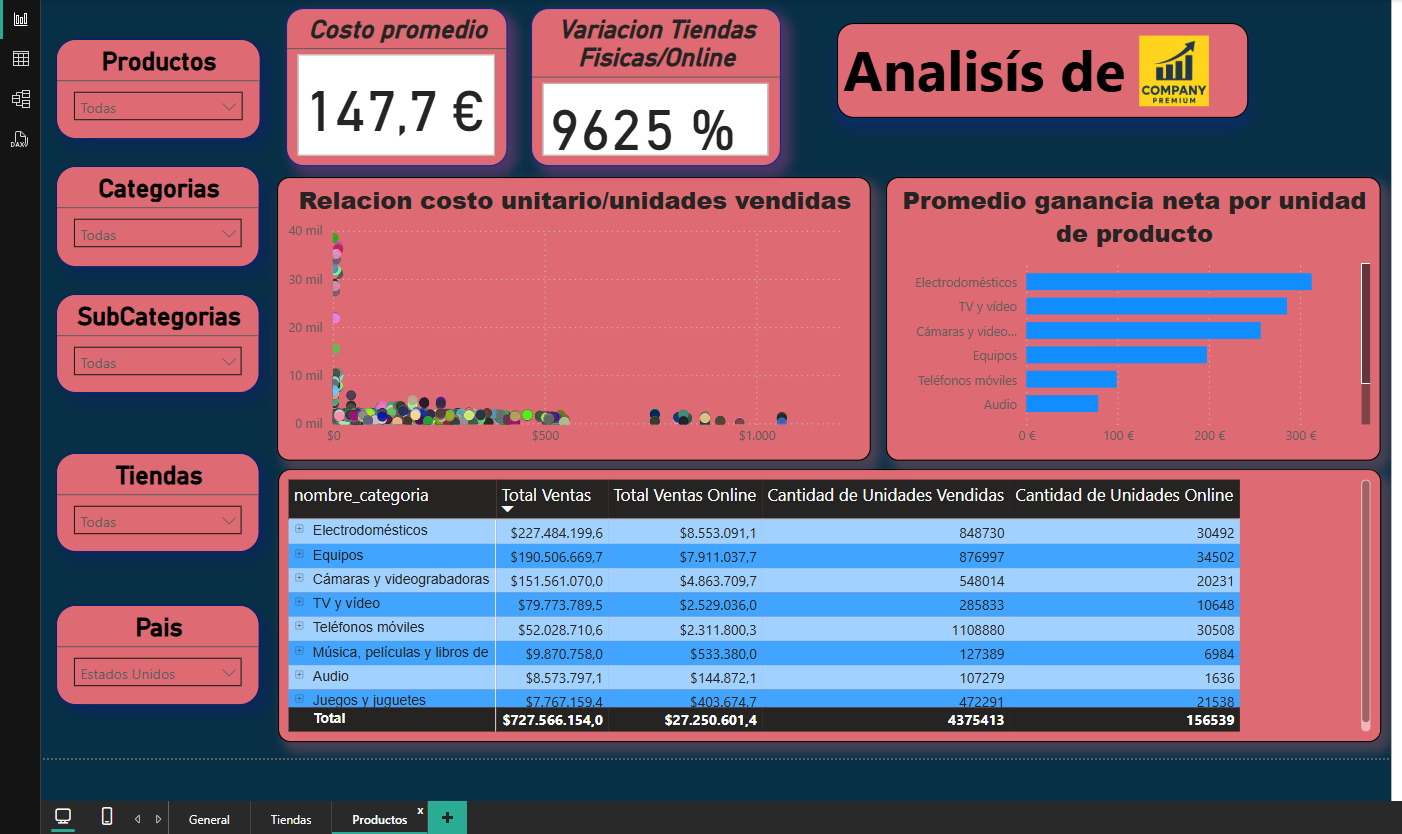 Costo promedio
147,7 €
Variacion Tiendas
Fisicas/Online
9625 %
Analisís de
COMPANY
PREMIUM
Productos
Todas
Categorias
Todas
SubCategorias
Todas
Tiendas
Todas
Pais
Estados Unidos
DAX
Relacion costo unitario/unidades vendidas
40 mil
30 mil
20 mil
10 mil
0 mil
$0 $500 $1.000
Promedio ganancia neta por unidad
de producto
Electrodomésticos
TV y vídeo
Cámaras y vídeo...
Equipos
Teléfonos móviles
Audio
0 € 100 € 200 € 300 €
nombre_categoria Total Ventas Total Ventas Online Cantidad de Unidades Vendidas Cantidad de Unidades Online
Electrodomésticos $227.484.199,6 $8.553.091,1 848730 30492
Equipos $190.506.669,7 $7.911.037,7 876997 34502
Cámaras y videograbadoras $151.561.070,0 $4.863.709,7 548014 20231
TV y vídeo $79.773.789,5 $2.529.036,0 285833 10648
Teléfonos móviles $52.028.710,6 $2.311.800,3 1108880 30508
Música, películas y libros de $9.870.758,0 $533.380,0 127389 6984
Audio $8.573.797,1 $144.872,1 107279 1636
Juegos y juguetes $7.767.159,4 $403.674,7 472291 21538
Total $727.566.154,0 $27.250.601,4 4375413 156539
General Tiendas Productos x +